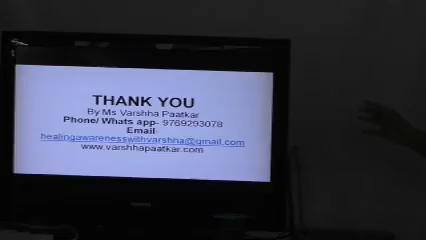 THANK YOU
By Ms Varshha Paatkar
Phone/ Whats app- 9769293078
Email-
healingawarenesswithvarshha@gmail.com
www.varshhapaatkar.com